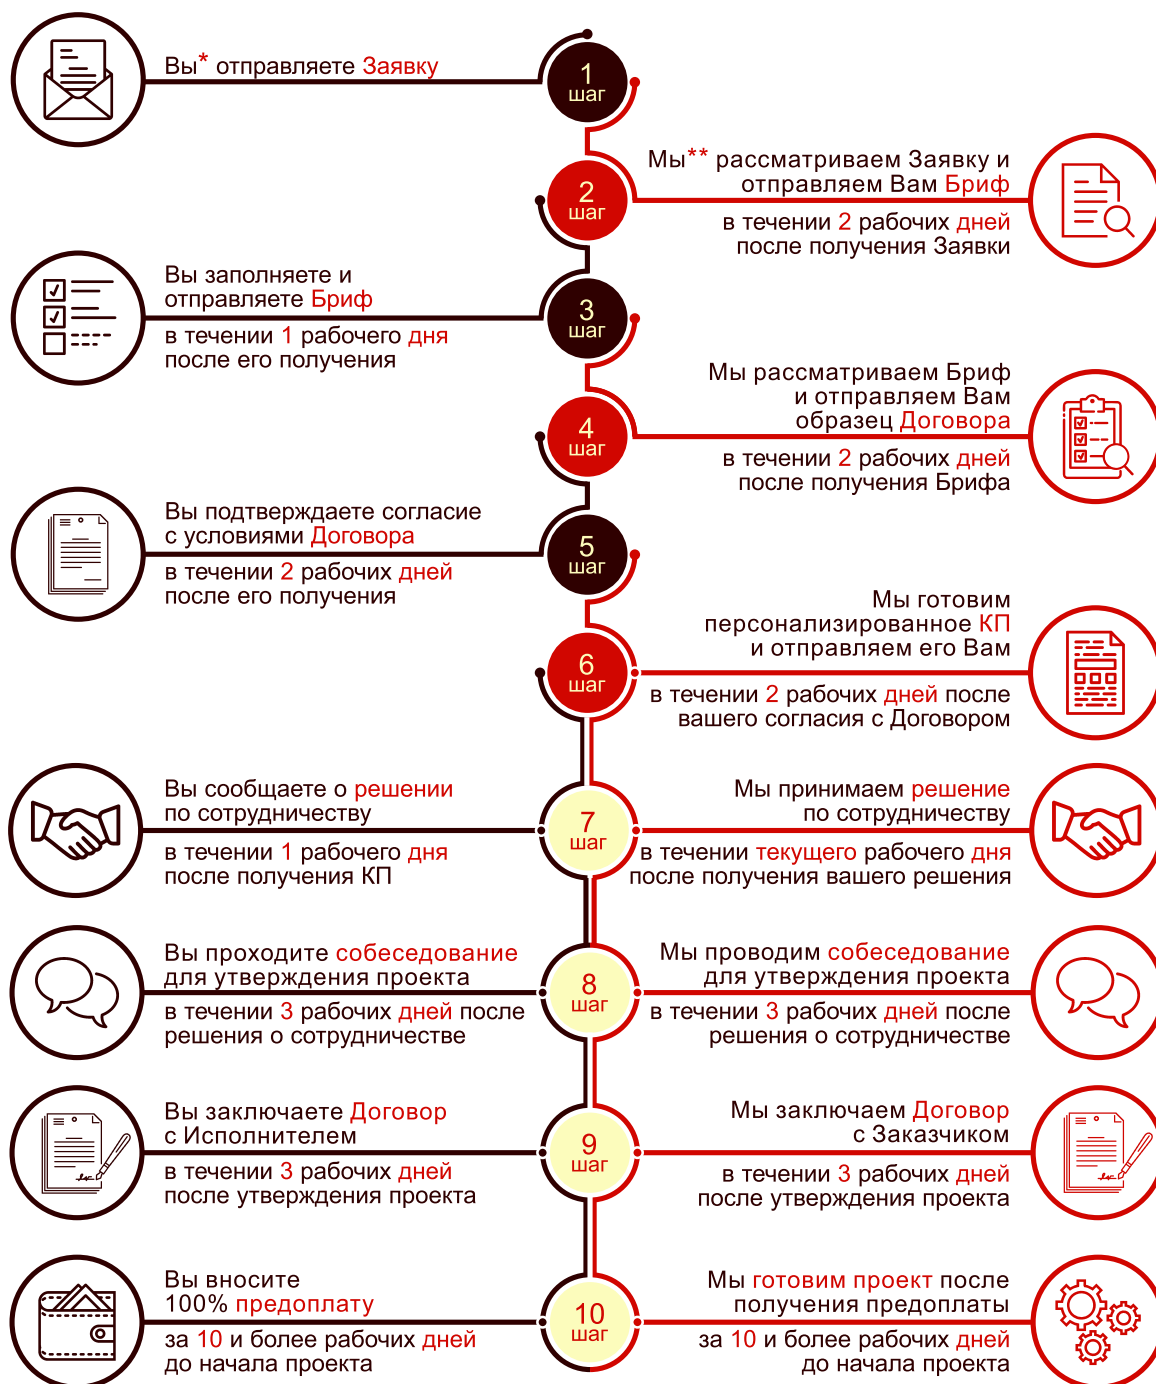 Вы* отправляете Заявку
1
шаг
2
шаг
Мы** рассматриваем Заявку и
отправляем Вам Бриф
в течении 2 рабочих дней
после получения Заявки
Вы заполняете и
отправляете Бриф
в течении 1 рабочего дня
после его получения
3
шаг
4
шаг
Мы рассматриваем Бриф
и отправляем Вам
образец Договора
в течении 2 рабочих дней
после получения Брифа
Вы подтверждаете согласие
с условиями Договора
в течении 2 рабочих дней
после его получения
5
шаг
6
шаг
Мы готовим
персонализированное КП
и отправляем его Вам
в течении 2 рабочих дней после
вашего согласия с Договором
Вы сообщаете о решении
по сотрудничеству
в течении 1 рабочего дня
после получения КП
7
шаг
Мы принимаем решение
по сотрудничеству
в течении текущего рабочего дня
после получения вашего решения
Вы проходите собеседование
для утверждения проекта
в течении 3 рабочих дней после
решения о сотрудничестве
8
шаг
Мы проводим собеседование
для утверждения проекта
в течении 3 рабочих дней после
решения о сотрудничестве
Вы заключаете Договор
с Исполнителем
в течении 3 рабочих дней
после утверждения проекта
9
шаг
Мы заключаем Договор
с Заказчиком
в течении 3 рабочих дней
после утверждения проекта
Вы вносите
100% предоплату
за 10 и более рабочих дней
до начала проекта
10
шаг
Мы готовим проект после
получения предоплаты
за 10 и более рабочих дней
до начала проекта